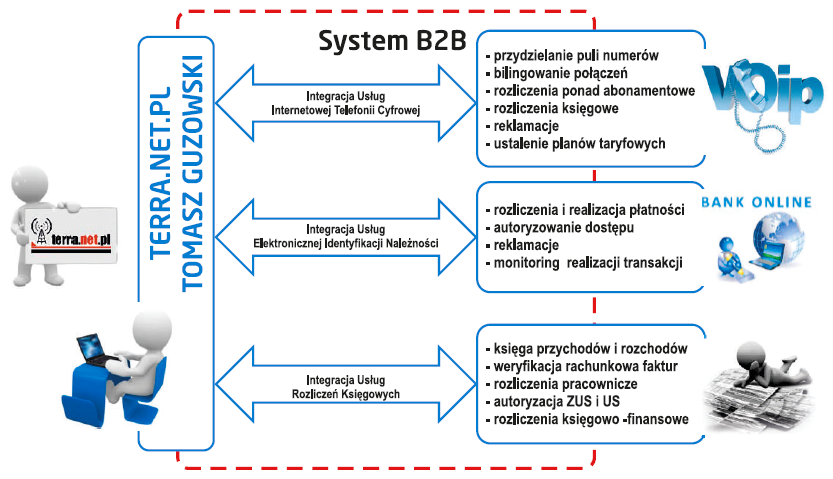 System B2B
TERRA.NET.PL
TOMASZ GUZOWSKI
terra.net.pl
Integracja Usług
Internetowej Telefonii Cyfrowej
- przydzielanie puli numerów
- bilingowanie połączeń
- rozliczenia ponad abonamentowe
- rozliczenia księgowe
- reklamacje
- ustalenie planów taryfowych
VOip
Integracja Usług
Elektronicznej Identyfikacji Należności
- rozliczenia i realizacja płatności
- autoryzowanie dostępu
- reklamacje
- monitoring realizacji transakcji
BANK ONLINE
Integracja Usług
Rozliczeń Księgowych
- księga przychodów i rozchodów
- weryfikacja rachunkowa faktur
- rozliczenia pracownicze
- autoryzacja ZUS i US
- rozliczenia księgowo -finansowe